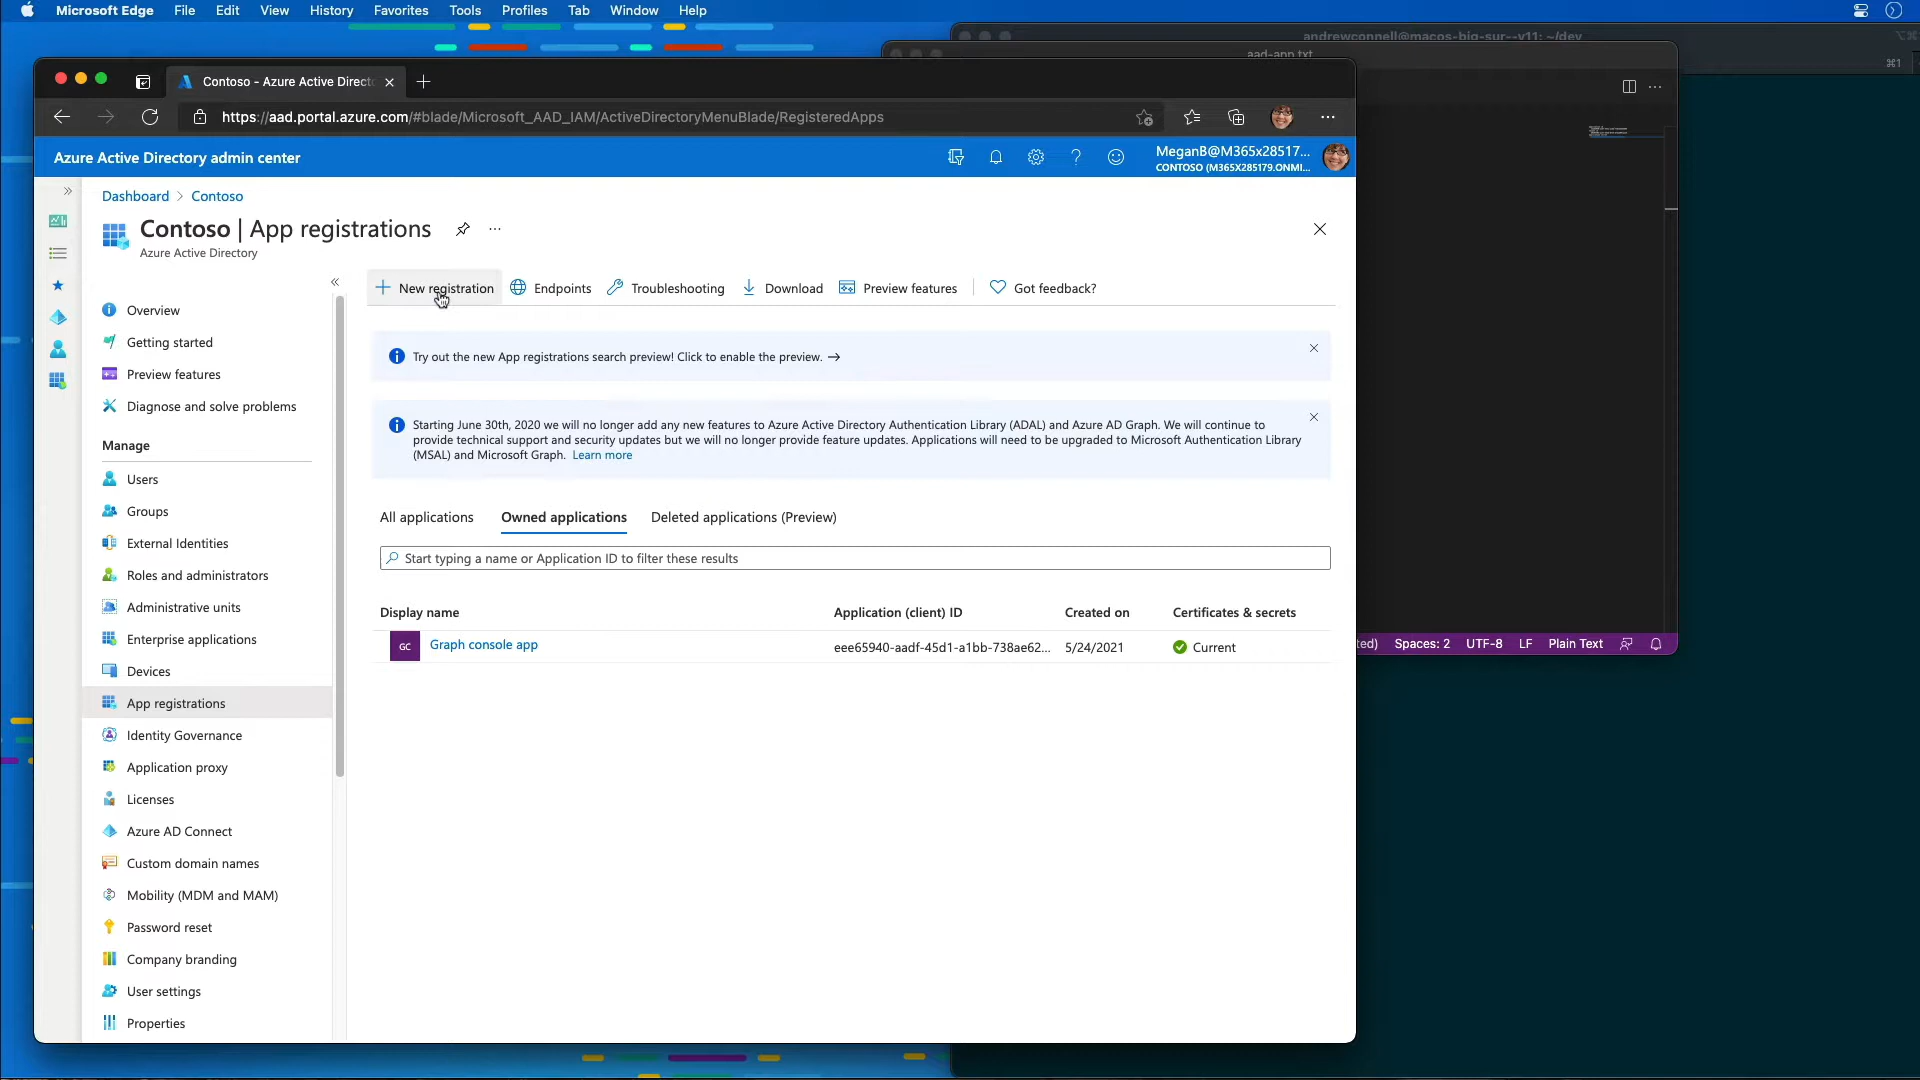 Microsoft Edge File Edit View History Favorites Tools Profiles Tab Window Help
andrewconnell@macos-big-sur--v11: ~/dev
aad-app.txt
⌘1
Contoso - Azure Active Direct
https://aad.portal.azure.com/#blade/Microsoft_AAD_IAM/ActiveDirectoryMenuBlade/RegisteredApps
Azure Active Directory admin center
MeganB@M365x28517...
CONTOSO (M365X285179.ONMI...
Dashboard > Contoso
Contoso | App registrations
Azure Active Directory
New registration
Endpoints
Troubleshooting
Download
Preview features
Got feedback?
Overview
Getting started
Preview features
Diagnose and solve problems
Manage
Users
Groups
External Identities
Roles and administrators
Administrative units
Enterprise applications
Devices
App registrations
Identity Governance
Application proxy
Licenses
Azure AD Connect
Custom domain names
Mobility (MDM and MAM)
Password reset
Company branding
User settings
Properties
Try out the new App registrations search preview! Click to enable the preview. →
Starting June 30th, 2020 we will no longer add any new features to Azure Active Directory Authentication Library (ADAL) and Azure AD Graph. We will continue to
provide technical support and security updates but we will no longer provide feature updates. Applications will need to be upgraded to Microsoft Authentication Library
(MSAL) and Microsoft Graph. Learn more
All applications Owned applications Deleted applications (Preview)
Start typing a name or Application ID to filter these results
Display name Application (client) ID Created on Certificates & secrets
GC Graph console app eee65940-aadf-45d1-a1bb-738ae62... 5/24/2021 Current
ted) Spaces: 2 UTF-8 LF Plain Text